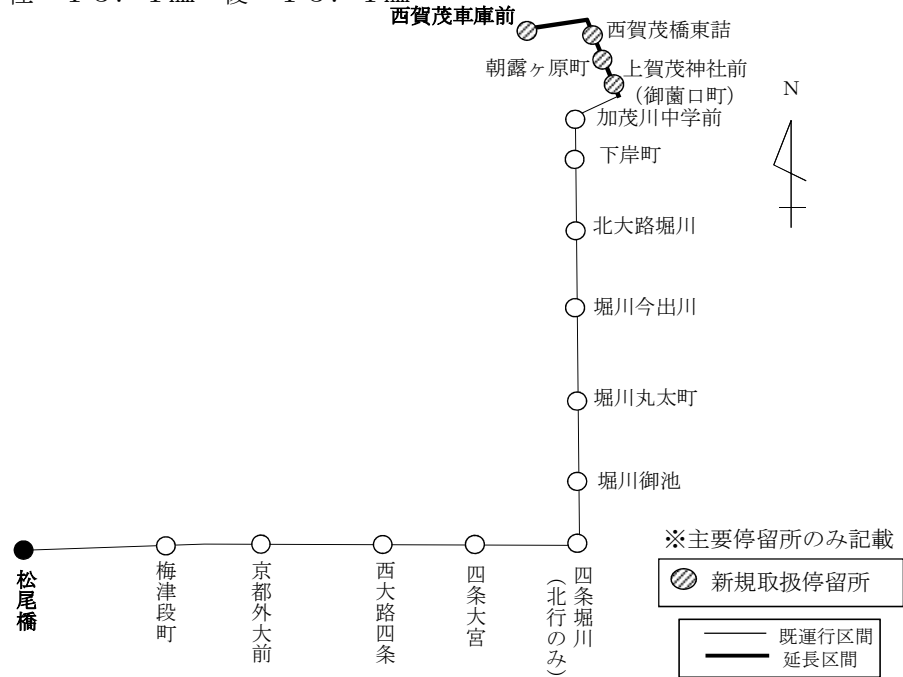 西賀茂車庫前
西賀茂橋東詰
朝露ヶ原町
上賀茂神社前
(御薗口町)
N
加茂川中学前
下岸町
北大路堀川
堀川今出川
堀川丸太町
堀川御池
松尾橋
梅津段町
京都外大前
西大路四条
四条大宮
四条堀川
(北行のみ)
※主要停留所のみ記載
新規取扱停留所
既運行区間
延長区間